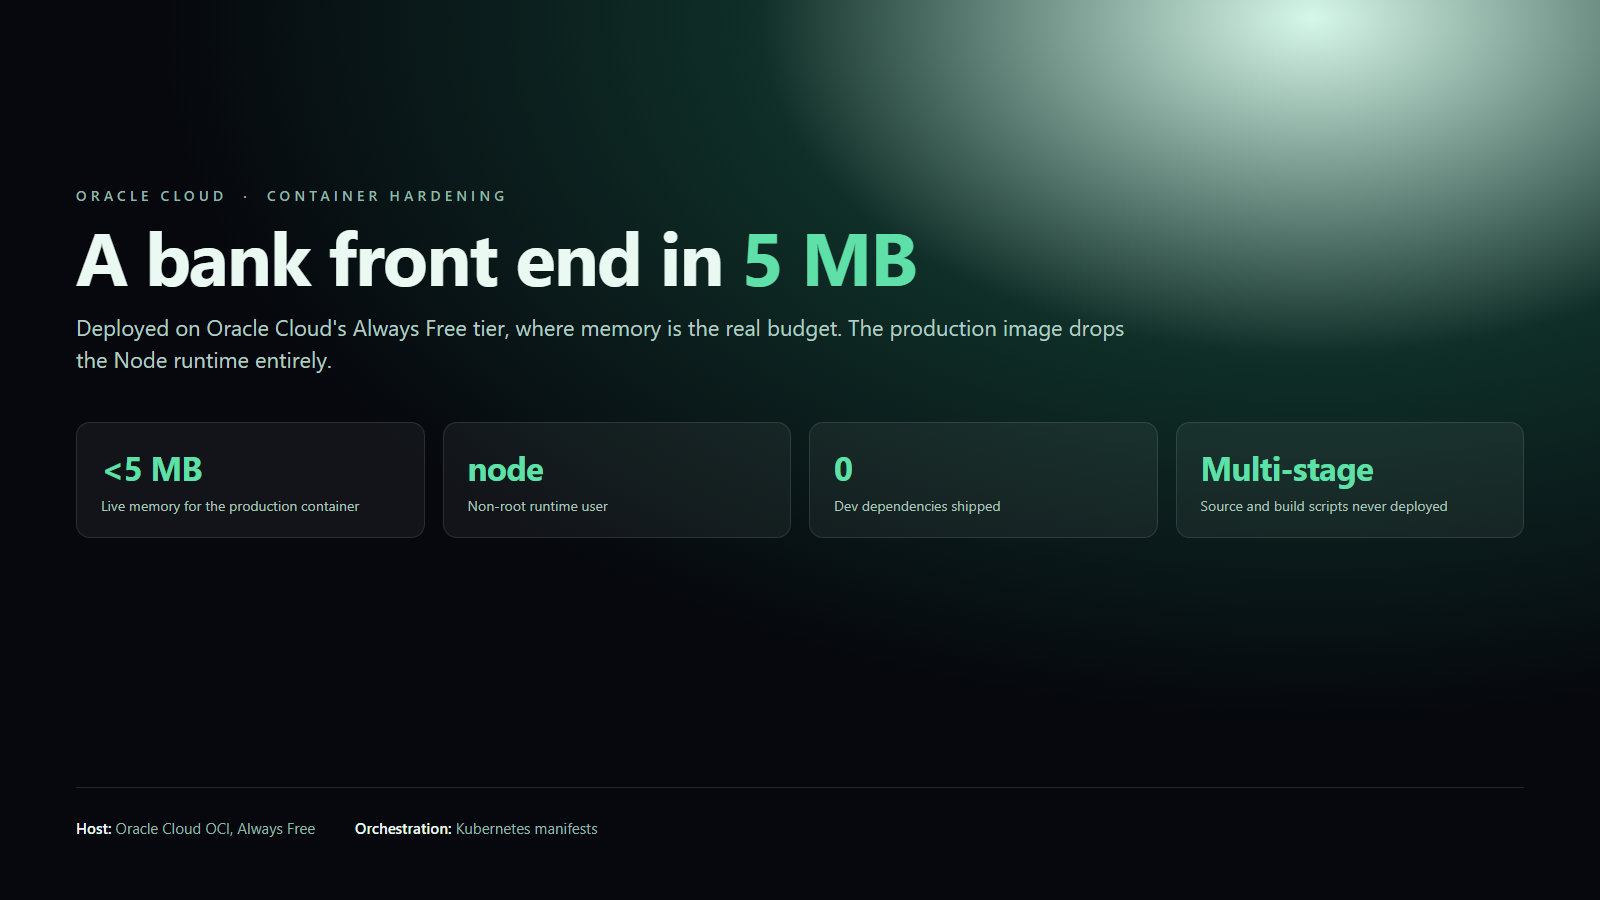 ORACLE CLOUD · CONTAINER HARDENING
A bank front end in 5 MB
Deployed on Oracle Cloud's Always Free tier, where memory is the real budget. The production image drops
the Node runtime entirely.
<5 MB
Live memory for the production container
node
Non-root runtime user
0
Dev dependencies shipped
Multi-stage
Source and build scripts never deployed
Host: Oracle Cloud OCI, Always Free
Orchestration: Kubernetes manifests